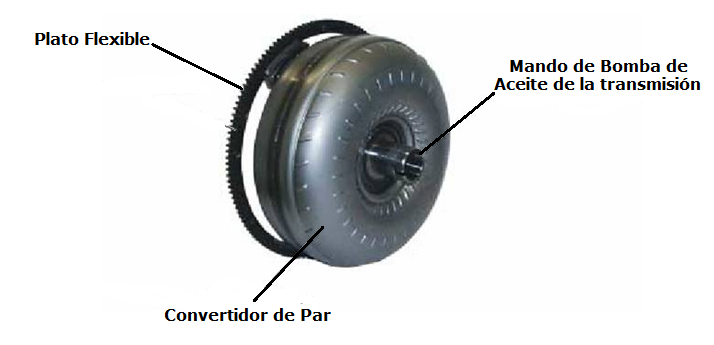 Plato Flexible
Mando de Bomba de
Aceite de la transmisión
Convertidor de Par